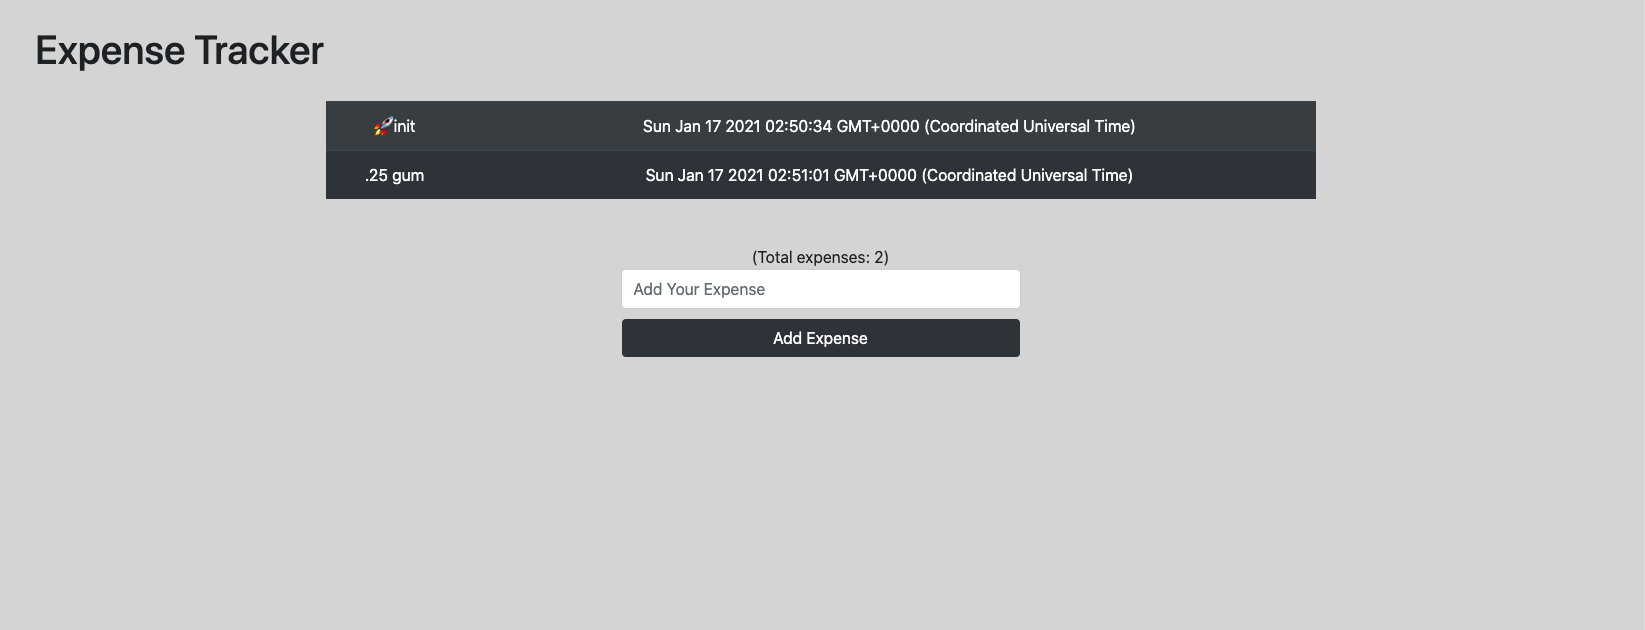 Expense Tracker
🚀init Sun Jan 17 2021 02:50:34 GMT+0000 (Coordinated Universal Time)
.25 gum Sun Jan 17 2021 02:51:01 GMT+0000 (Coordinated Universal Time)
(Total expenses: 2)
Add Your Expense
Add Expense